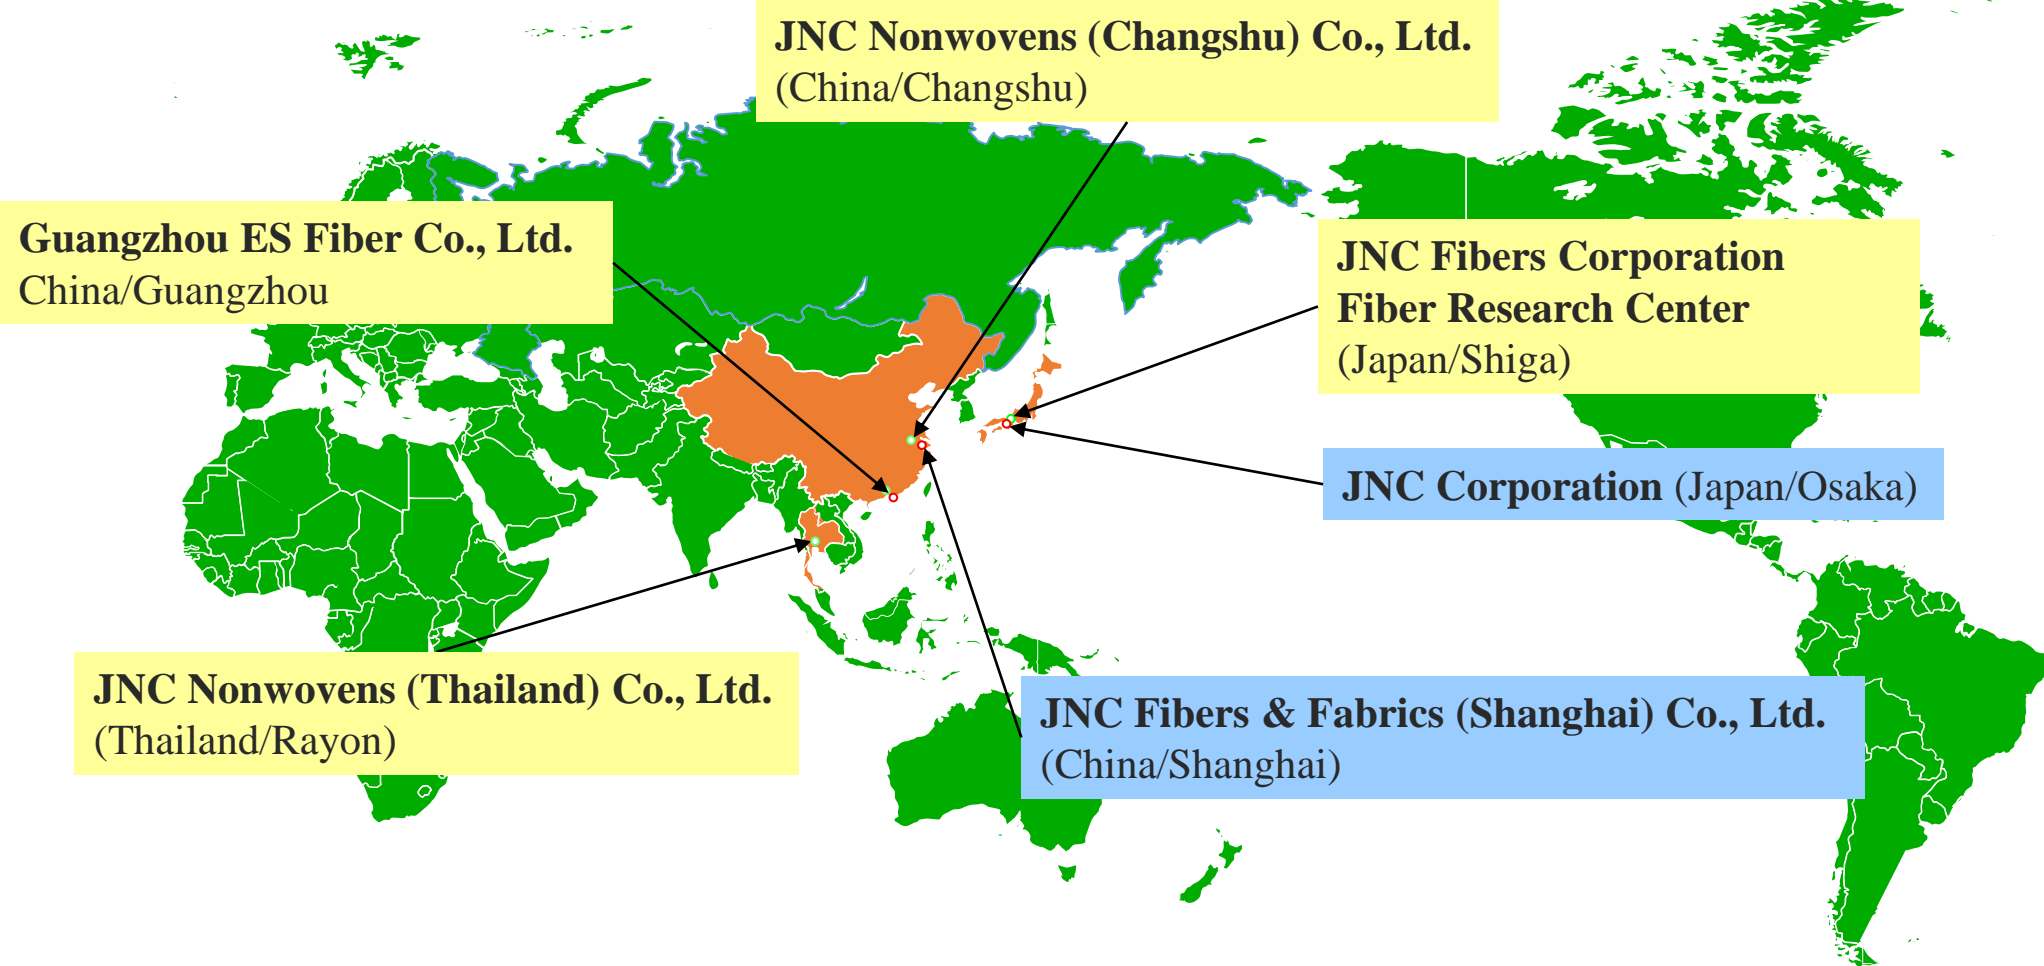 JNC Nonwovens (Changshu) Co., Ltd.
(China/Changshu)
Guangzhou ES Fiber Co., Ltd.
China/Guangzhou
JNC Fibers Corporation
Fiber Research Center
(Japan/Shiga)
JNC Corporation (Japan/Osaka)
JNC Nonwovens (Thailand) Co., Ltd.
(Thailand/Rayon)
JNC Fibers & Fabrics (Shanghai) Co., Ltd.
(China/Shanghai)